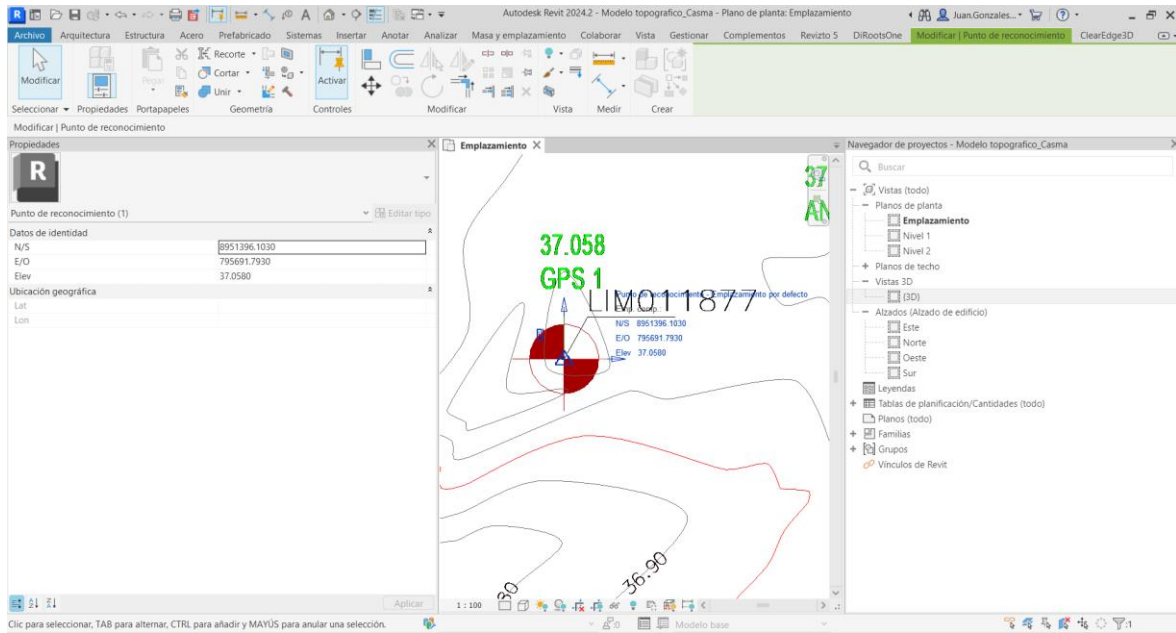 Autodesk Revit 2024.2 - Modelo topografico_Casma - Plano de planta: Emplazamiento
Juan.Gonzales...
Archivo Arquitectura Estructura Acero Prefabricado Sistemas Insertar Anotar Analizar Masa y emplazamiento Colaborar Vista Gestionar Complementos Revizto 5 DiRootsOne Modificar | Punto de reconocimiento ClearEdge3D
Modificar
Pegar
Recorte
Cortar
Unir
Activar
Seleccionar Propiedades Portapapeles Geometría Controles Modificar Vista Medir Crear
Modificar | Punto de reconocimiento
Propiedades
R
Punto de reconocimiento (1)
Editar tipo
Datos de identidad
N/S 8951396.1030
E/O 795691.7930
Elev 37.0580
Ubicación geográfica
Lat
Lon
Aplicar
Emplazamiento
37
AN
37.058
GPS 1
LIM011877
Punto de reconocimiento - Emplazamiento por defecto
Emp. comp.:
N/S 8951396.1030
E/O 795691.7930
Elev 37.0580
36.90
1 : 100
Navegador de proyectos - Modelo topografico_Casma
Buscar
Vistas (todo)
Planos de planta
Emplazamiento
Nivel 1
Nivel 2
Planos de techo
Vistas 3D
{3D}
Alzados (Alzado de edificio)
Este
Norte
Oeste
Sur
Leyendas
Tablas de planificación/Cantidades (todo)
Planos (todo)
Familias
Grupos
Vínculos de Revit
Clic para seleccionar, TAB para alternar, CTRL para añadir y MAYÚS para anular una selección.
:0
Modelo base
:1